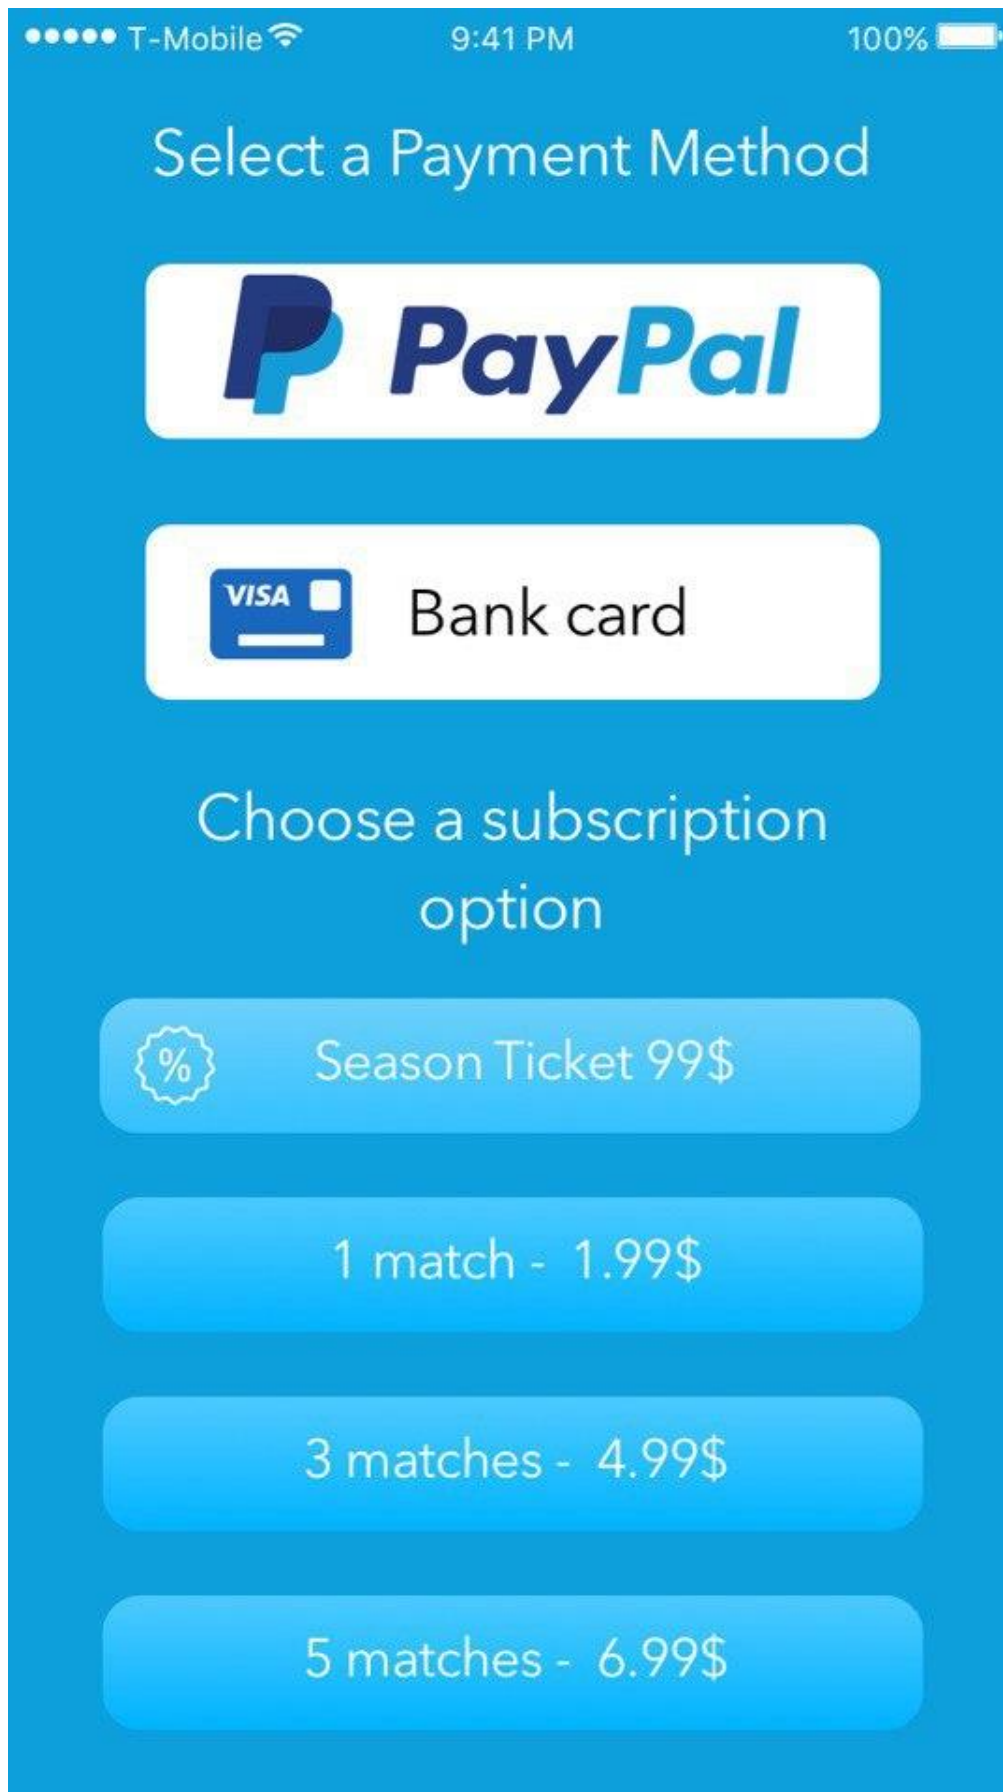 T-Mobile 9:41 PM 100%
Select a Payment Method
PayPal
VISA Bank card
Choose a subscription
option
% Season Ticket 99$
1 match - 1.99$
3 matches - 4.99$
5 matches - 6.99$